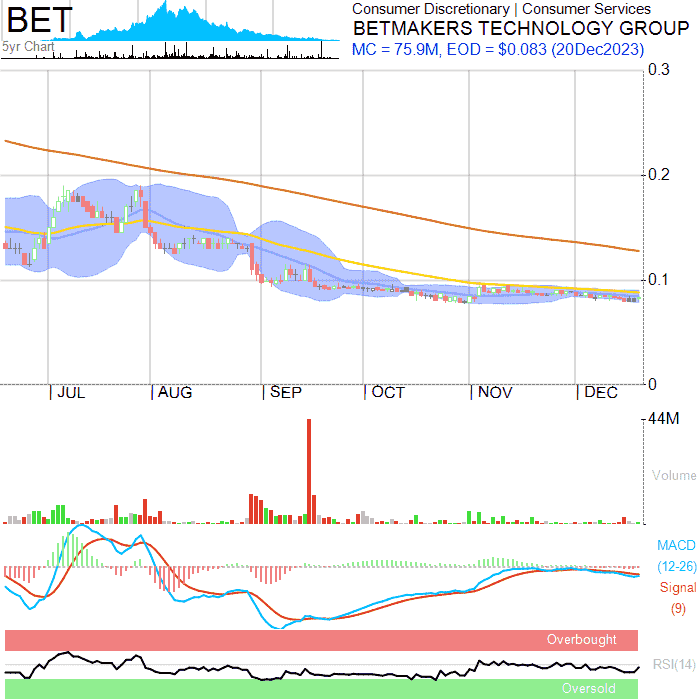 BET
5yr Chart
Consumer Discretionary | Consumer Services
BETMAKERS TECHNOLOGY GROUP
MC = 75.9M, EOD = $0.083 (20Dec2023)
0.3
0.2
0.1
0
JUL AUG SEP OCT NOV DEC
44M
Volume
MACD
(12-26)
Signal
(9)
Overbought
RSI(14)
Oversold